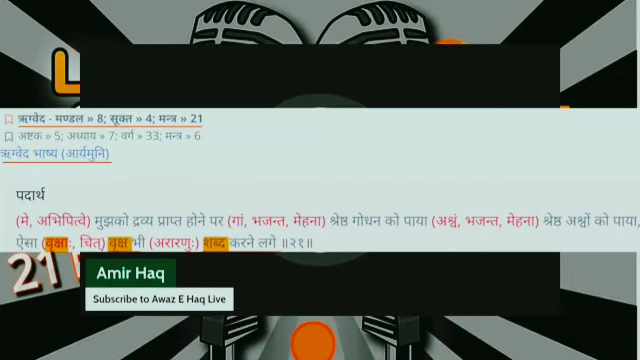 ऋग्वेद - मण्डल » 8; सूक्त » 4; मन्त्र » 21
अष्टक » 5; अध्याय » 7; वर्ग » 33; मन्त्र » 6
ऋग्वेद भाष्य (आर्यमुनि)
पदार्थ
(मे, अभिपित्वे) मुझको द्रव्य प्राप्त होने पर (गां, भजन्त, मेहना) श्रेष्ठ गोधन को पाया (अश्वं, भजन्त, मेहना) श्रेष्ठ अश्वों को पाया,
ऐसा (वृक्षाः, चित्) वृक्ष भी (अरारणुः) शब्द करने लगे ॥२१॥
21
Amir Haq
Subscribe to Awaz E Haq Live